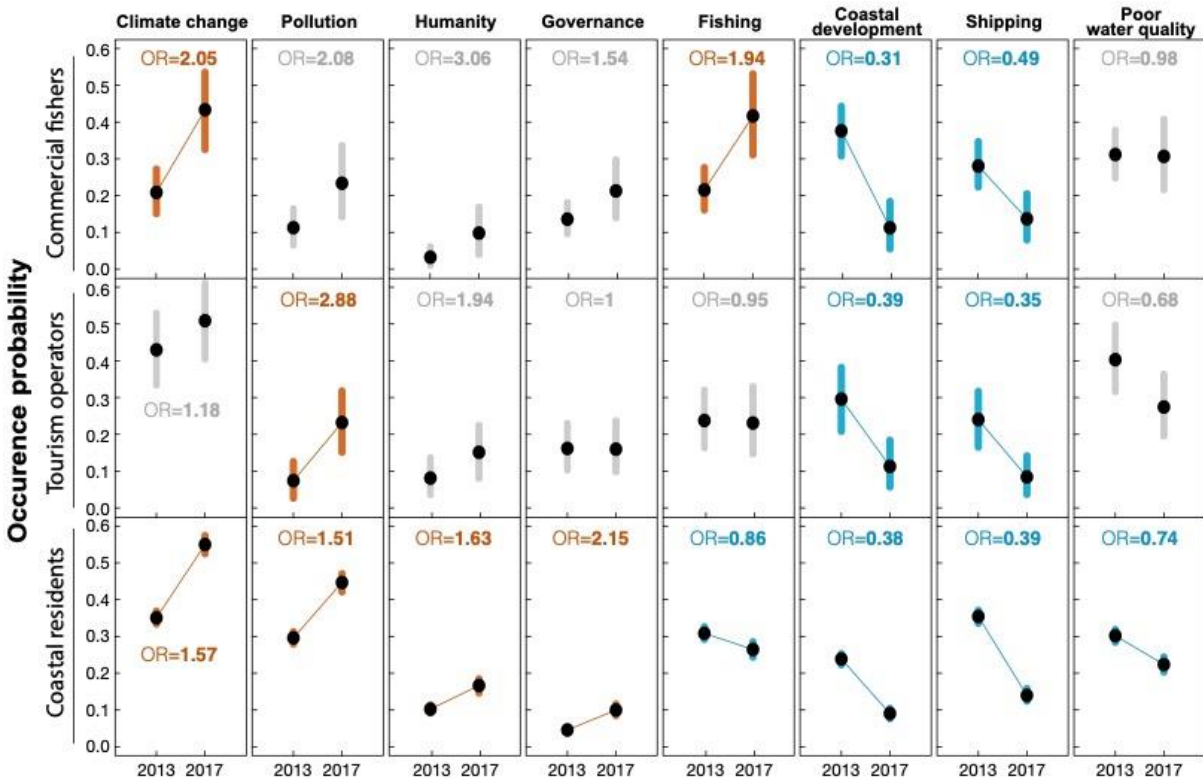 Climate change Pollution Humanity Governance Fishing Coastal development Shipping Poor water quality
Occurence probability
Commercial fishers
0.6
0.5
0.4
0.3
0.2
0.1
0.0
OR=2.05 OR=2.08 OR=3.06 OR=1.54 OR=1.94 OR=0.31 OR=0.49 OR=0.98
Tourism operators
0.6
0.5
0.4
0.3
0.2
0.1
0.0
OR=1.18 OR=2.88 OR=1.94 OR=1 OR=0.95 OR=0.39 OR=0.35 OR=0.68
Coastal residents
0.6
0.5
0.4
0.3
0.2
0.1
0.0
OR=1.57 OR=1.51 OR=1.63 OR=2.15 OR=0.86 OR=0.38 OR=0.39 OR=0.74
2013 2017 2013 2017 2013 2017 2013 2017 2013 2017 2013 2017 2013 2017 2013 2017